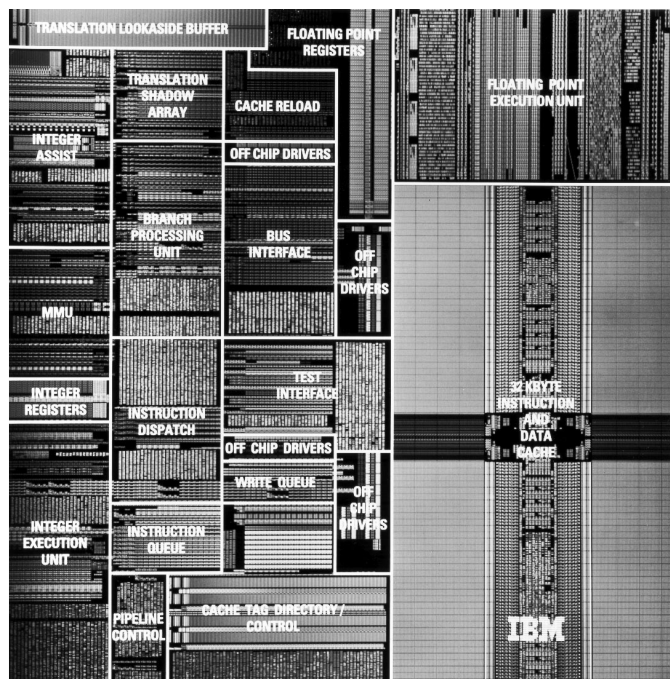 TRANSLATION LOOKASIDE BUFFER
FLOATING POINT
REGISTERS
FLOATING POINT
EXECUTION UNIT
TRANSLATION
SHADOW
ARRAY
CACHE RELOAD
INTEGER
ASSIST
OFF CHIP DRIVERS
BRANCH
PROCESSING
UNIT
BUS
INTERFACE
OFF
CHIP
DRIVERS
MMU
INTEGER
REGISTERS
INSTRUCTION
DISPATCH
TEST
INTERFACE
32 KBYTE
INSTRUCTION
AND
DATA
CACHE
OFF CHIP DRIVERS
WRITE QUEUE
OFF
CHIP
DRIVERS
INTEGER
EXECUTION
UNIT
INSTRUCTION
QUEUE
PIPELINE
CONTROL
CACHE TAG DIRECTORY/
CONTROL
IBM